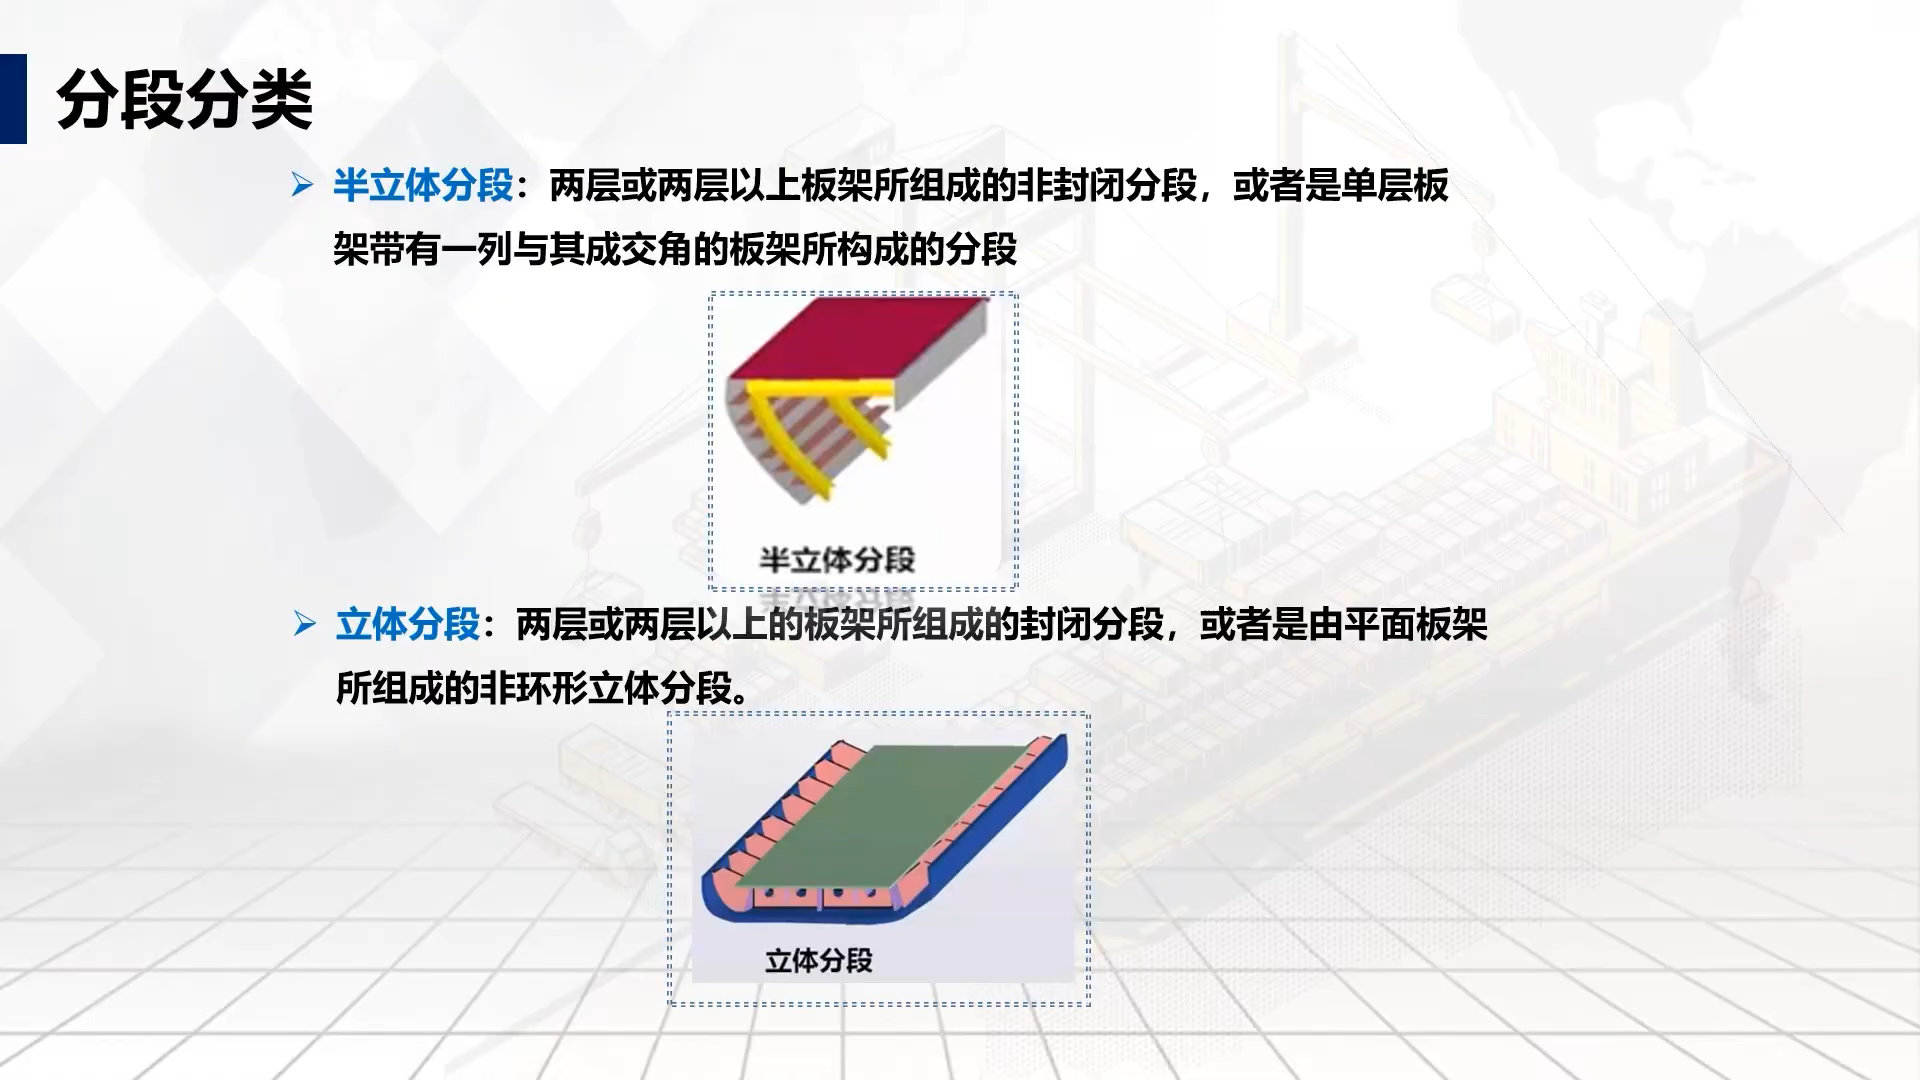 分段分类
半立体分段：两层或两层以上板架所组成的非封闭分段，或者是单层板
架带有一列与其成交角的板架所构成的分段
半立体分段
立体分段：两层或两层以上的板架所组成的封闭分段，或者是由平面板架
所组成的非环形立体分段。
立体分段